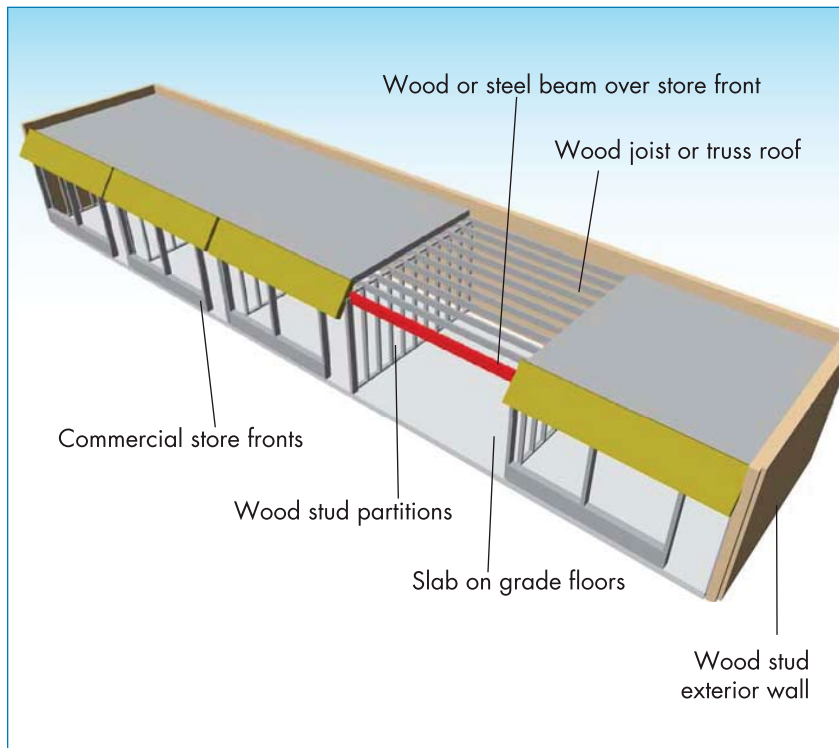 Wood or steel beam over store front
Wood joist or truss roof
Commercial store fronts
Wood stud partitions
Slab on grade floors
Wood stud
exterior wall